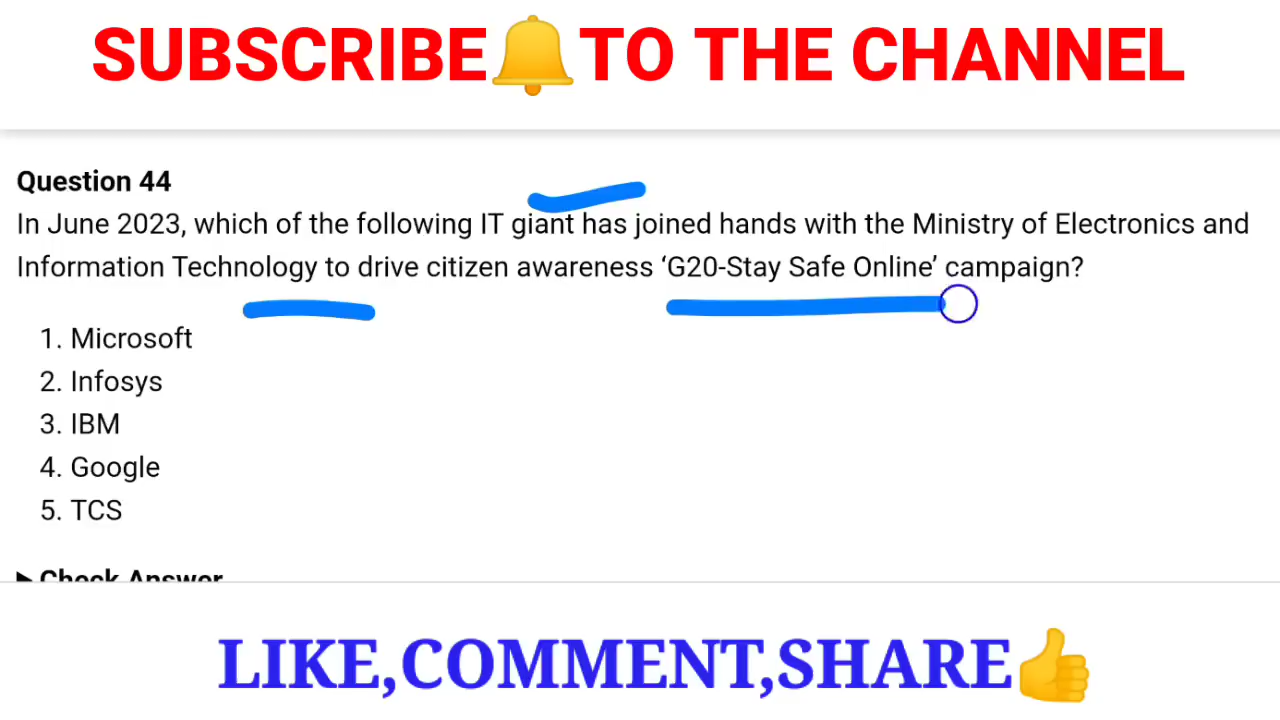 SUBSCRIBE🔔TO THE CHANNEL
Question 44
In June 2023, which of the following IT giant has joined hands with the Ministry of Electronics and
Information Technology to drive citizen awareness ‘G20-Stay Safe Online’ campaign?
1. Microsoft
2. Infosys
3. IBM
4. Google
5. TCS
▶ Check Answer
LIKE,COMMENT,SHARE👍